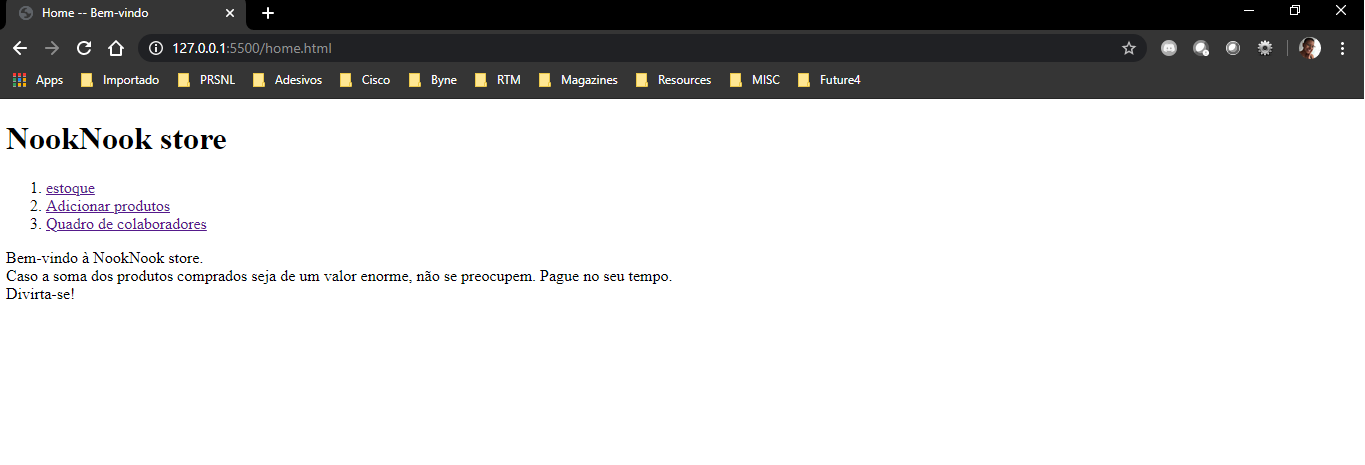 Home -- Bem-vindo
127.0.0.1:5500/home.html
Apps Importado PRSNL Adesivos Cisco Byne RTM Magazines Resources MISC Future4
NookNook store
1. estoque
2. Adicionar produtos
3. Quadro de colaboradores
Bem-vindo à NookNook store.
Caso a soma dos produtos comprados seja de um valor enorme, não se preocupem. Pague no seu tempo.
Divirta-se!